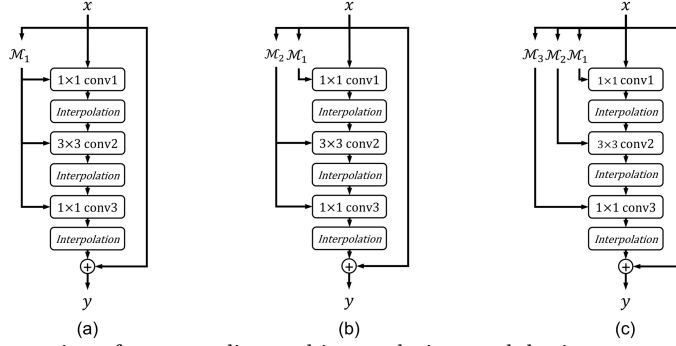 x
x
x
ℳ₁
ℳ₂ ℳ₁
ℳ₃ ℳ₂ ℳ₁
1×1 conv1
1×1 conv1
1×1 conv1
Interpolation
Interpolation
Interpolation
3×3 conv2
3×3 conv2
3×3 conv2
Interpolation
Interpolation
Interpolation
1×1 conv3
1×1 conv3
1×1 conv3
Interpolation
Interpolation
Interpolation
+
+
+
y
y
y
(a)
(b)
(c)